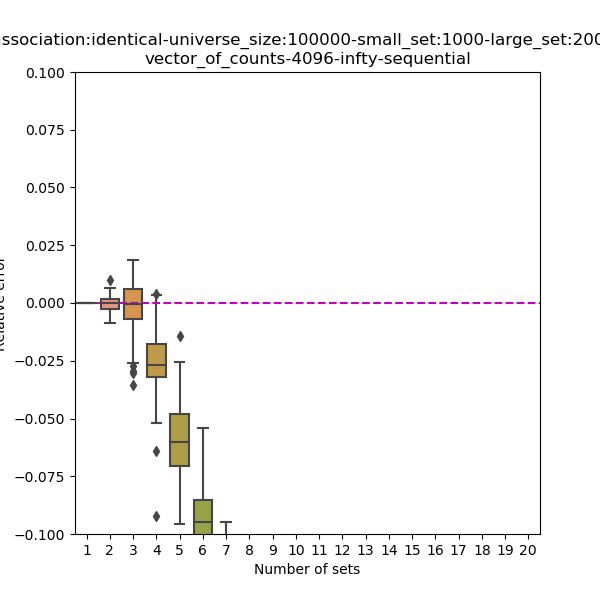 ssociation:identical-universe_size:100000-small_set:1000-large_set:200
vector_of_counts-4096-infty-sequential
0.100
0.075
0.050
0.025
0.000
−0.025
−0.050
−0.075
−0.100
Relative error
1 2 3 4 5 6 7 8 9 10 11 12 13 14 15 16 17 18 19 20
Number of sets